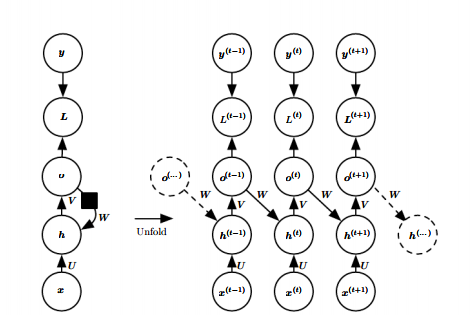 y y(t−1) y(t) y(t+1)
L L(t−1) L(t) L(t+1)
o o(...) o(t−1) o(t) o(t+1)
V W W V W V W V W
h Unfold h(t−1) h(t) h(t+1) h(...)
U U U U
x x(t−1) x(t) x(t+1)